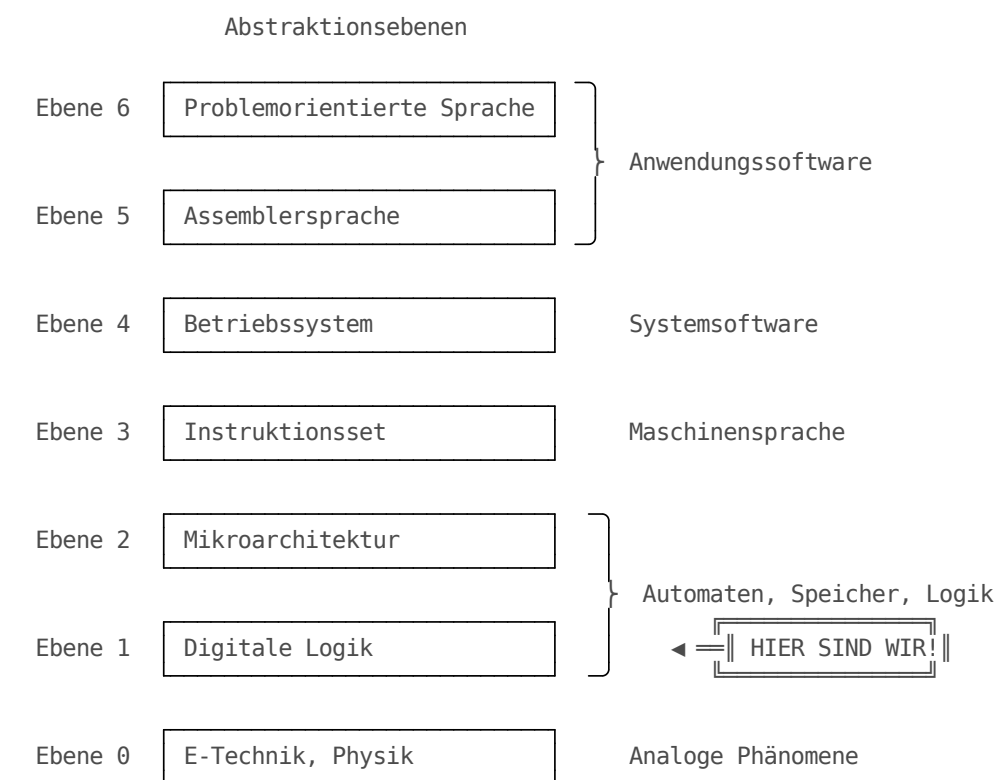 Abstraktionsebenen
Ebene 6 Problemorientierte Sprache
Anwendungssoftware
Ebene 5 Assemblersprache
Ebene 4 Betriebssystem Systemsoftware
Ebene 3 Instruktionsset Maschinensprache
Ebene 2 Mikroarchitektur
Automaten, Speicher, Logik
Ebene 1 Digitale Logik HIER SIND WIR!
Ebene 0 E-Technik, Physik Analoge Phänomene